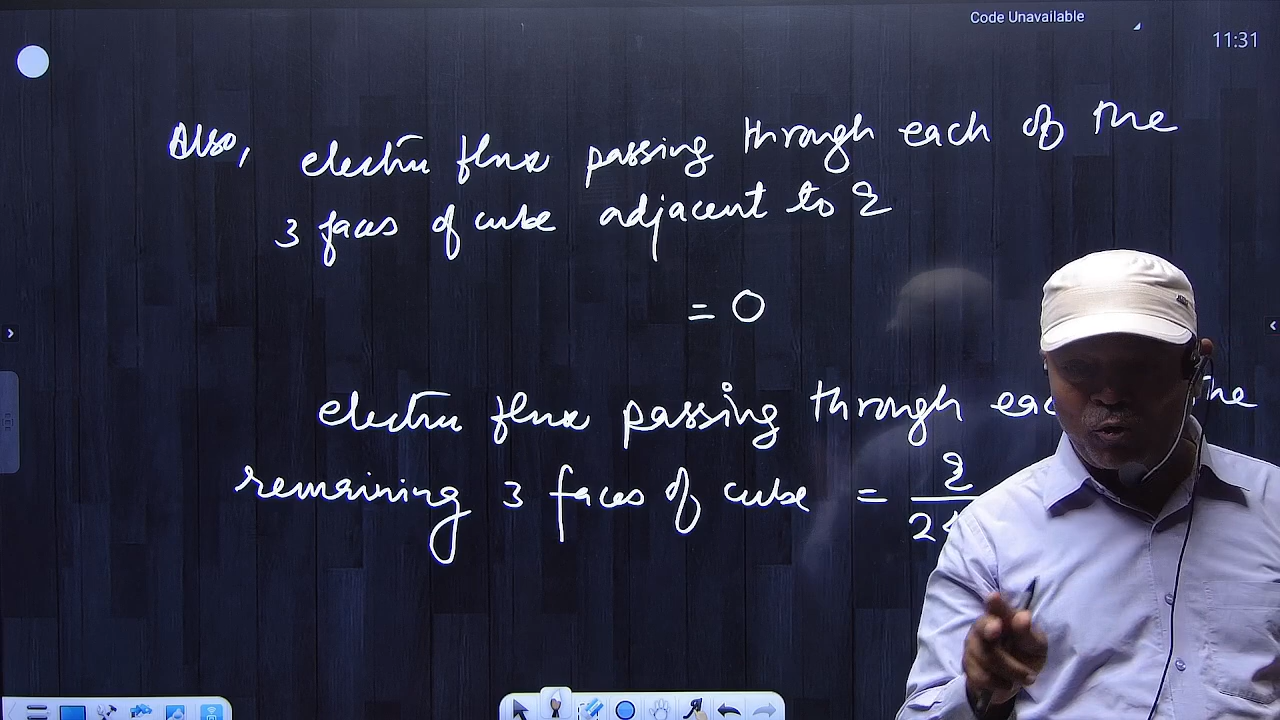 Code Unavailable
11:31
Also, electric flux passing through each of the
3 faces of cube adjacent to q
= 0
electric flux passing through
remaining 3 faces of cube = q